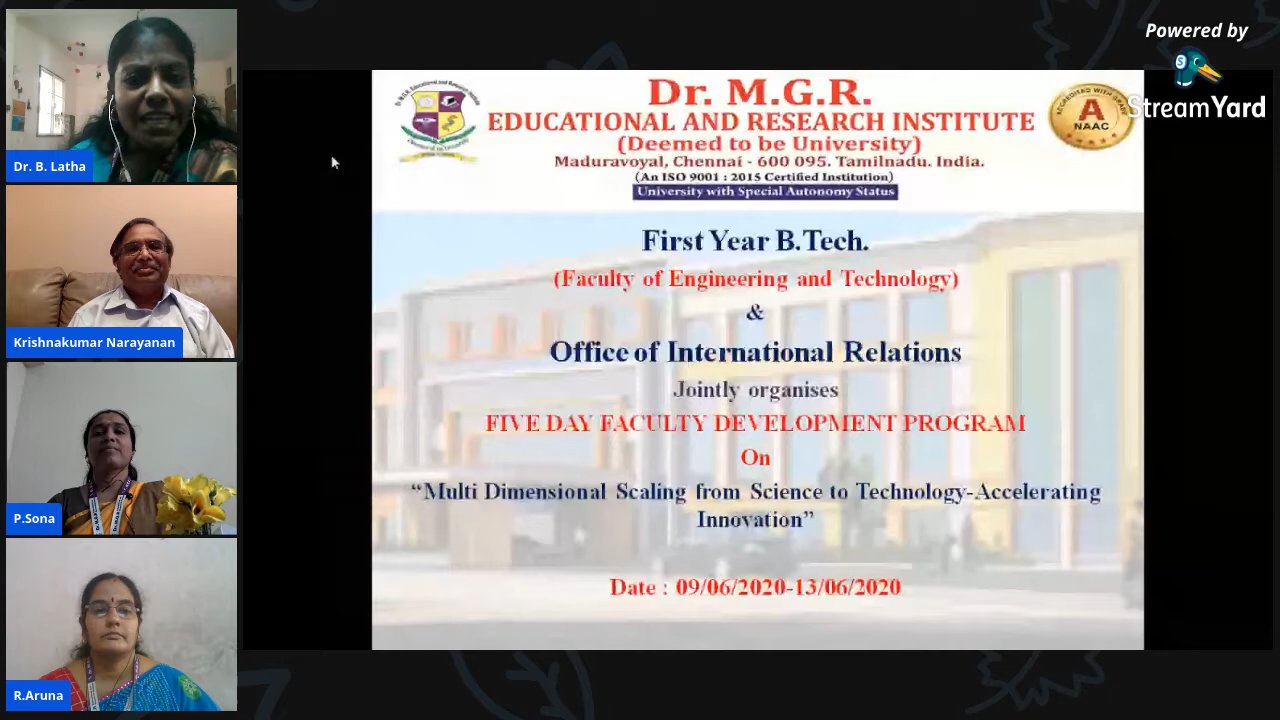 Dr. B. Latha
Krishnakumar Narayanan
P.Sona
R.Aruna
Dr. M.G.R.
EDUCATIONAL AND RESEARCH INSTITUTE
(Deemed to be University)
Maduravoyal, Chennai - 600 095. Tamilnadu. India.
(An ISO 9001 : 2015 Certified Institution)
University with Special Autonomy Status
A
NAAC
First Year B.Tech.
(Faculty of Engineering and Technology)
&
Office of International Relations
Jointly organises
FIVE DAY FACULTY DEVELOPMENT PROGRAM
On
“Multi Dimensional Scaling from Science to Technology-Accelerating
Innovation”
Date : 09/06/2020-13/06/2020
Powered by
StreamYard